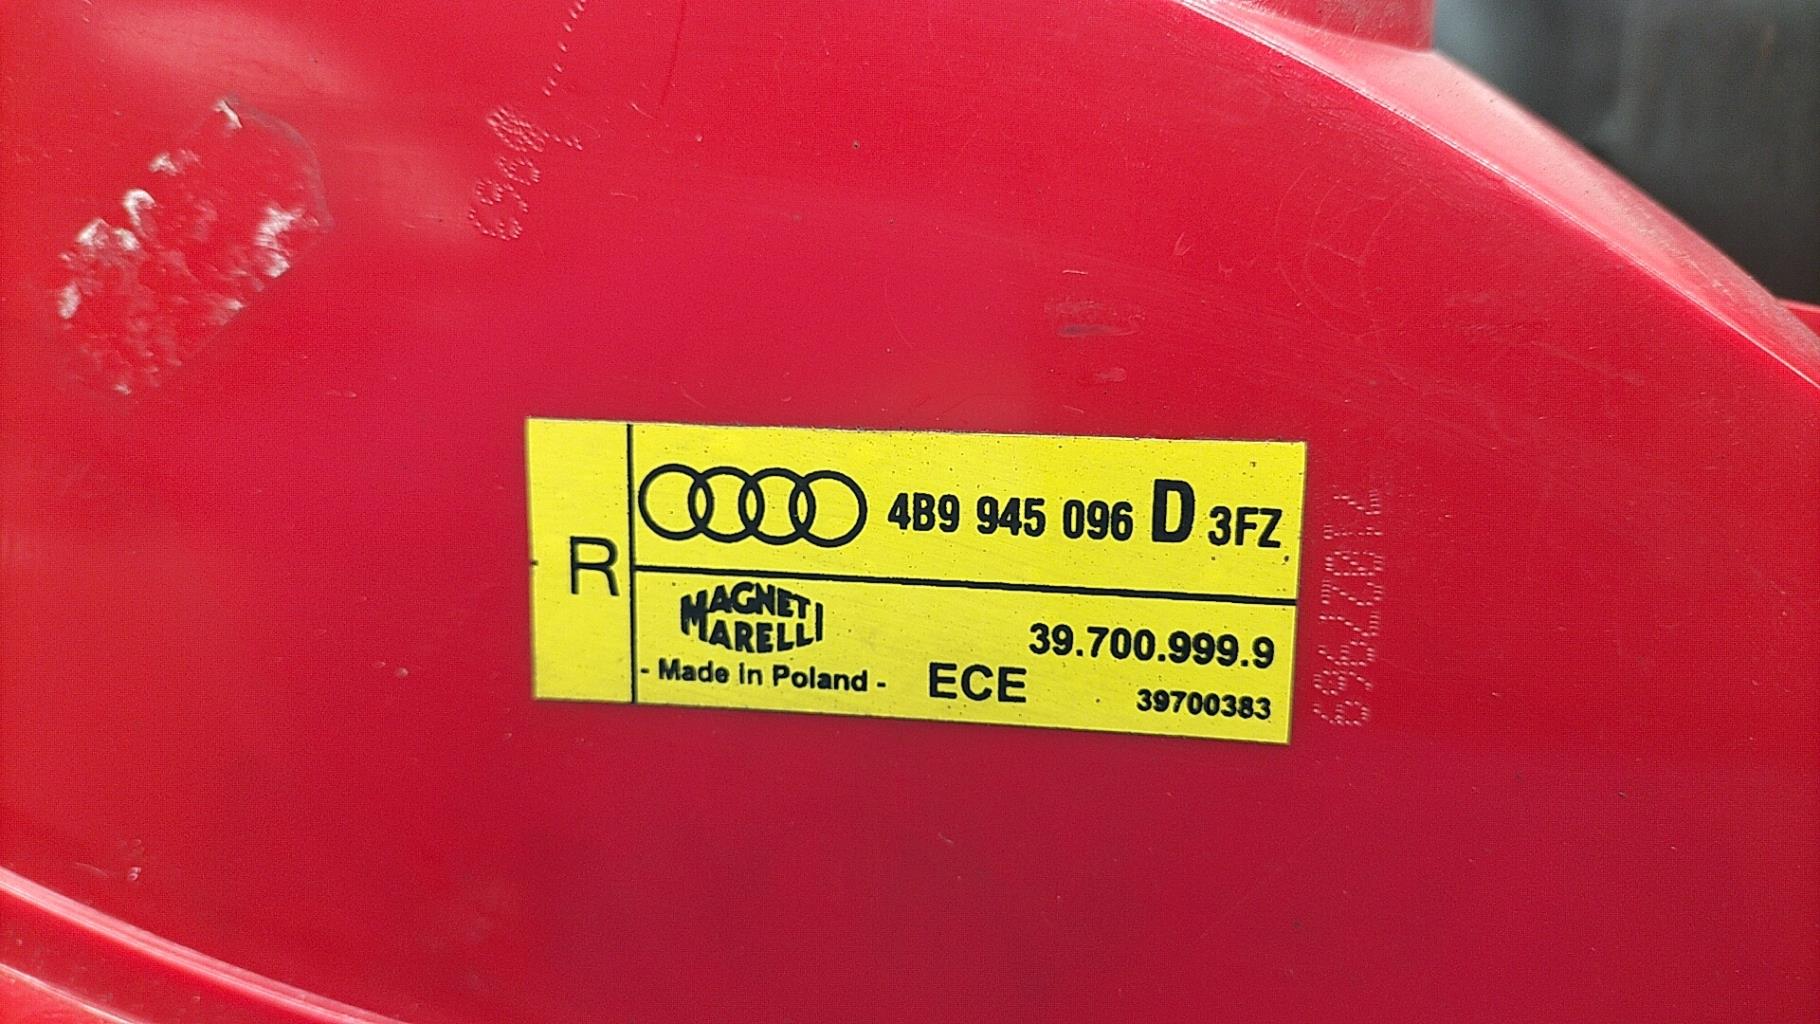 R
4B9 945 096 D 3FZ
MAGNETI
MARELLI
- Made in Poland -
ECE
39.700.999.9
39700383